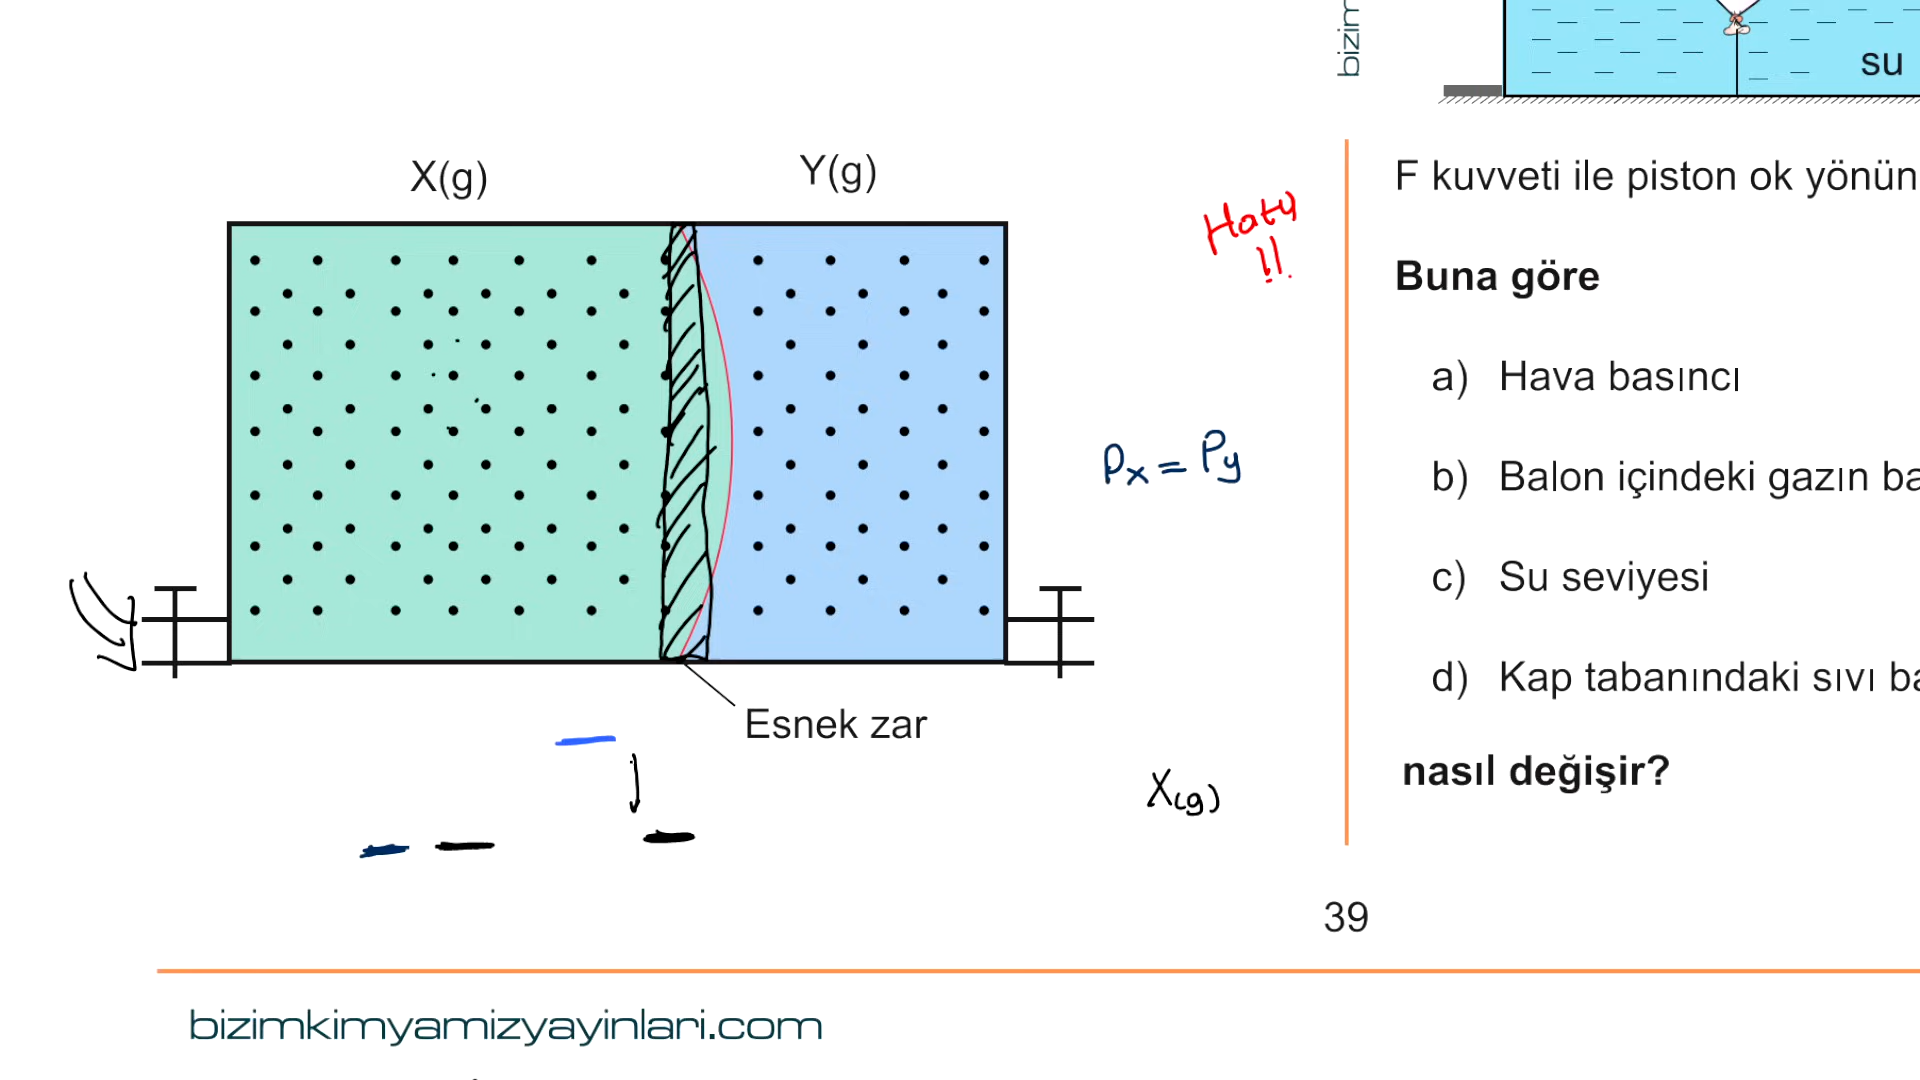 bizim
su
X(g)
Y(g)
Haty
!!
Px = Py
Esnek zar
X(g)
F kuvveti ile piston ok yönün
Buna göre
a) Hava basıncı
b) Balon içindeki gazın ba
c) Su seviyesi
d) Kap tabanındaki sıvı ba
nasıl değişir?
39
bizimkimyamizyayinlari.com